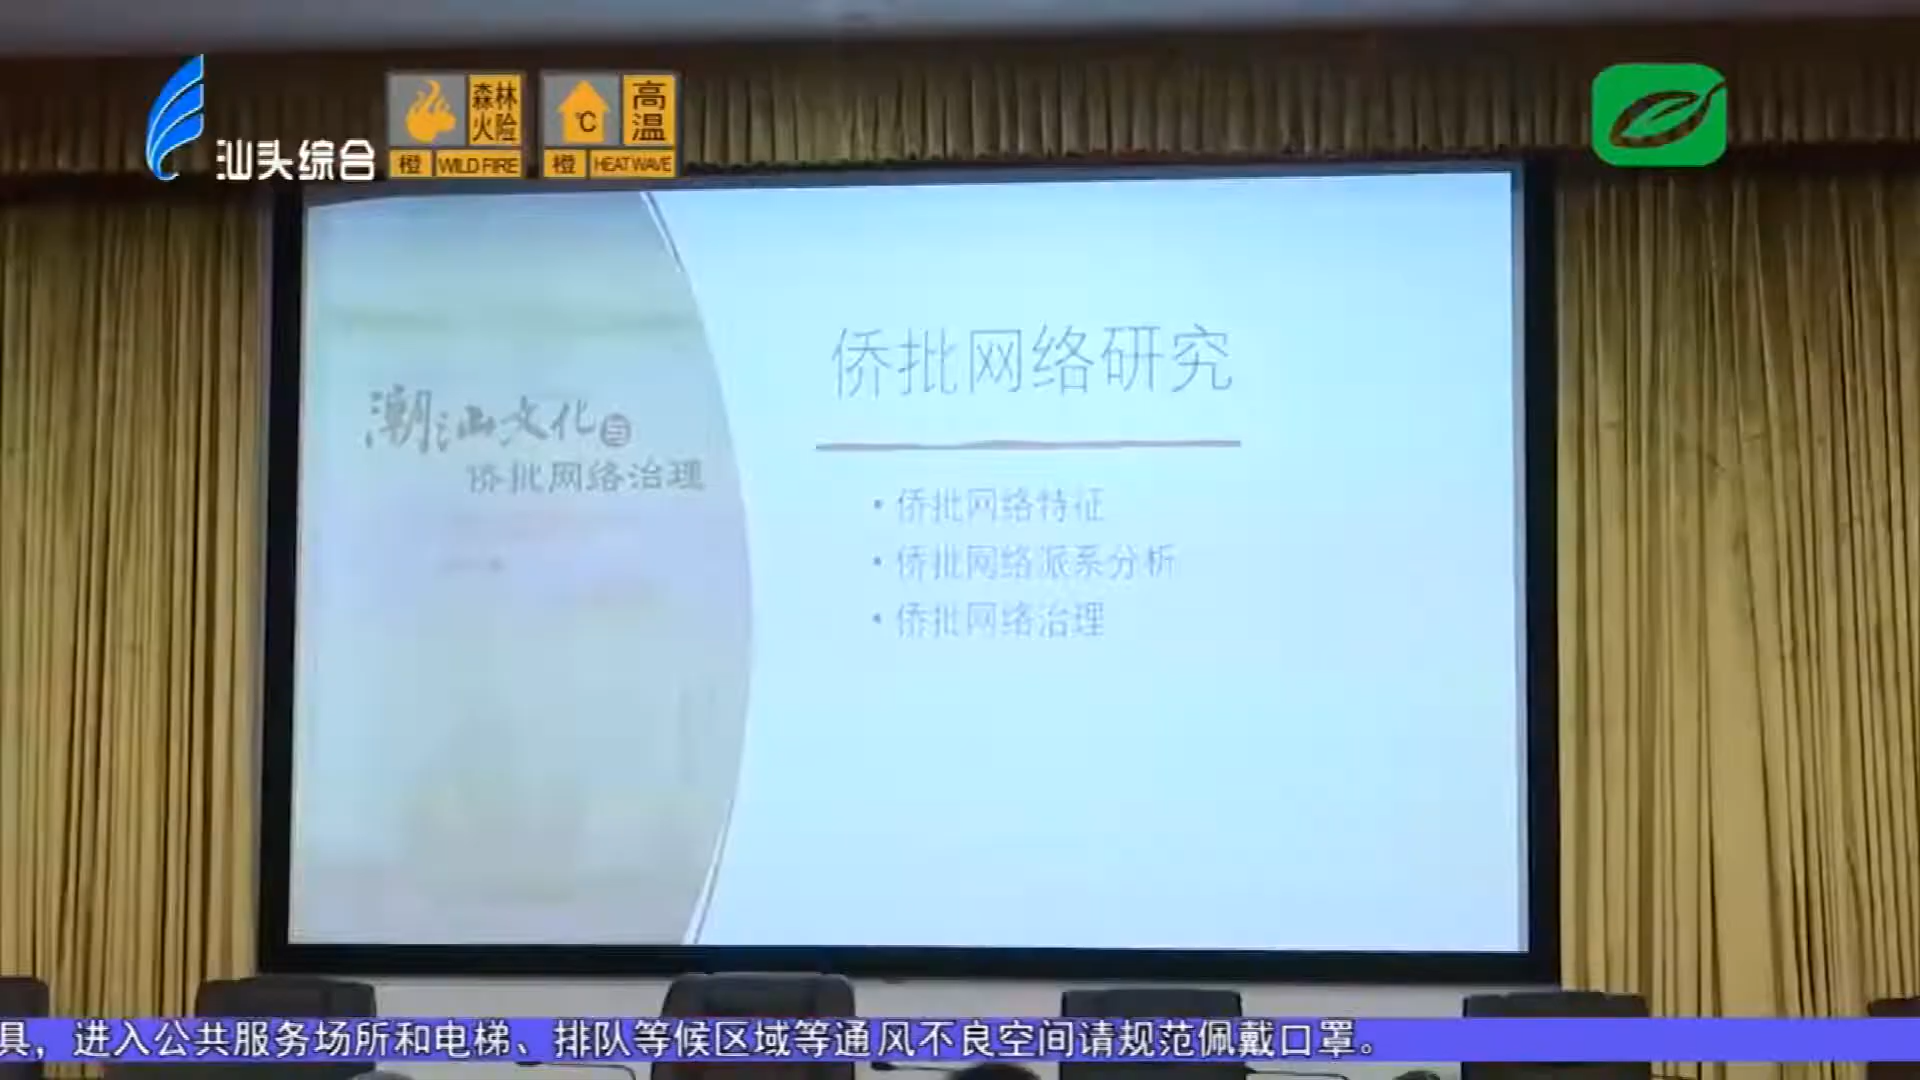 汕头综合
森林
火险
橙 WILD FIRE
℃
高
温
橙 HEAT WAVE
潮汕文化与
侨批网络治理
侨批网络研究
• 侨批网络特征
• 侨批网络派系分析
• 侨批网络治理
具，进入公共服务场所和电梯、排队等候区域等通风不良空间请规范佩戴口罩。